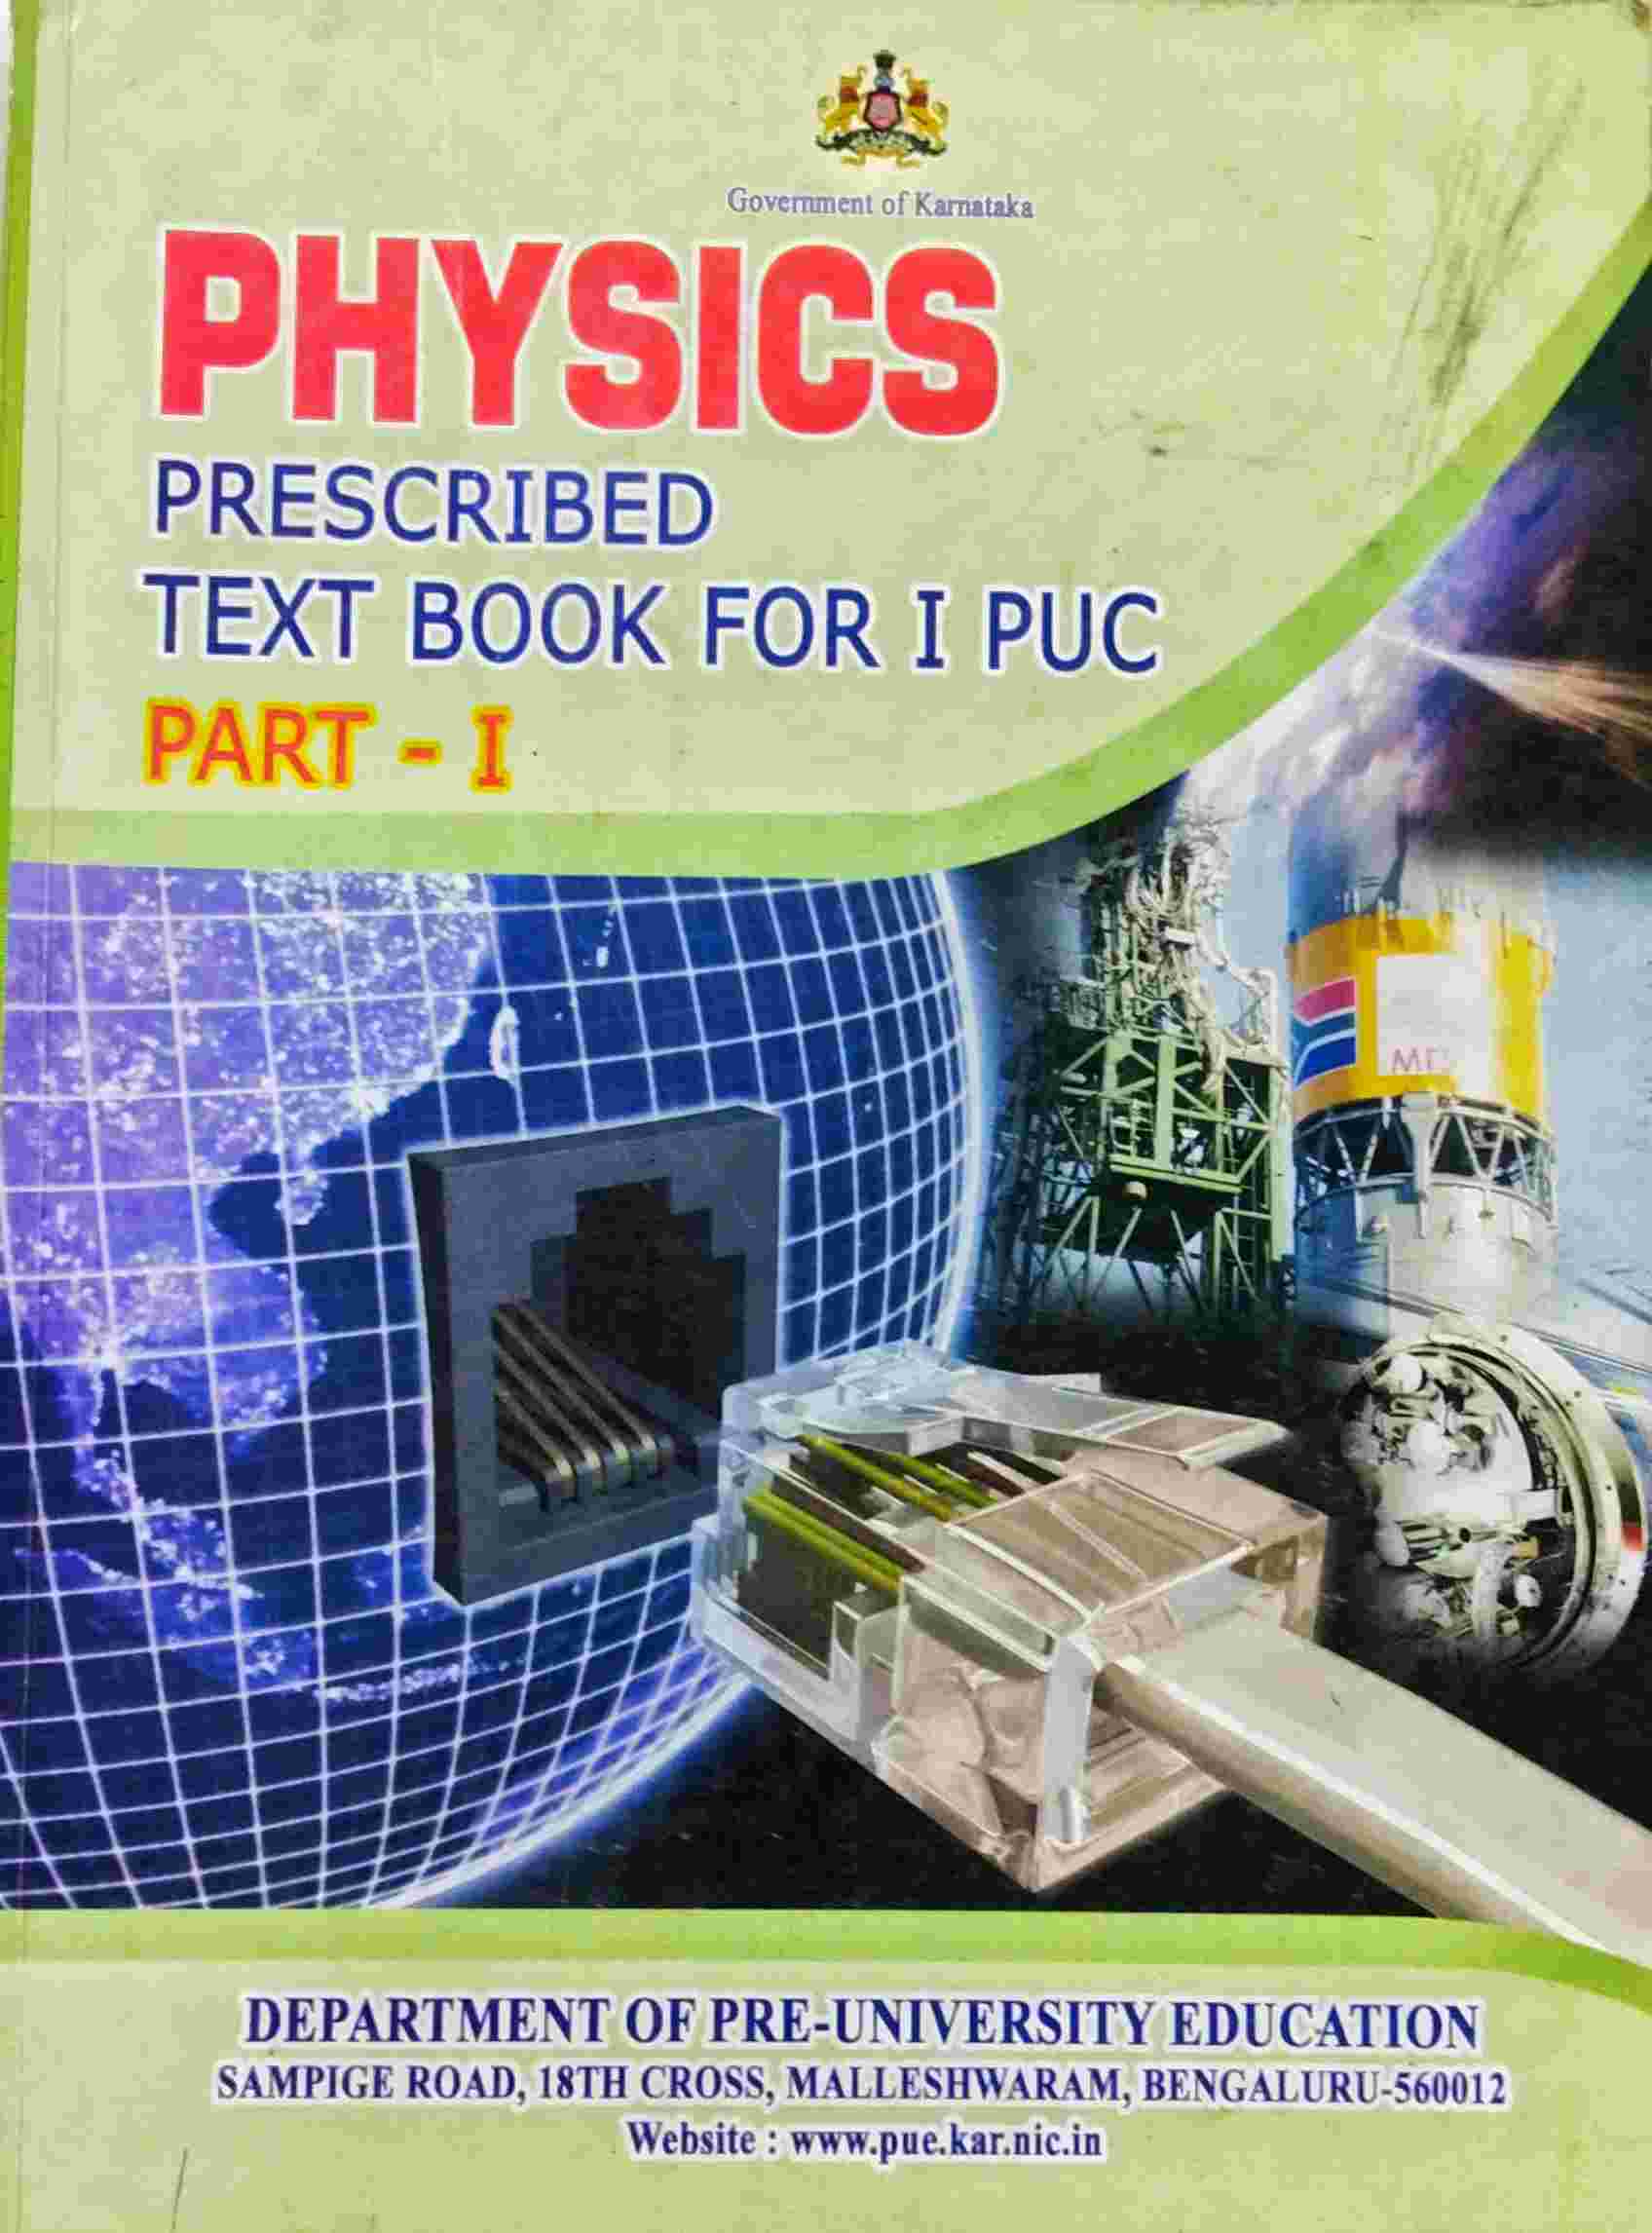 Government of Karnataka
PHYSICS
PRESCRIBED
TEXT BOOK FOR I PUC
PART - I
DEPARTMENT OF PRE-UNIVERSITY EDUCATION
SAMPIGE ROAD, 18TH CROSS, MALLESHWARAM, BENGALURU-560012
Website : www.pue.kar.nic.in